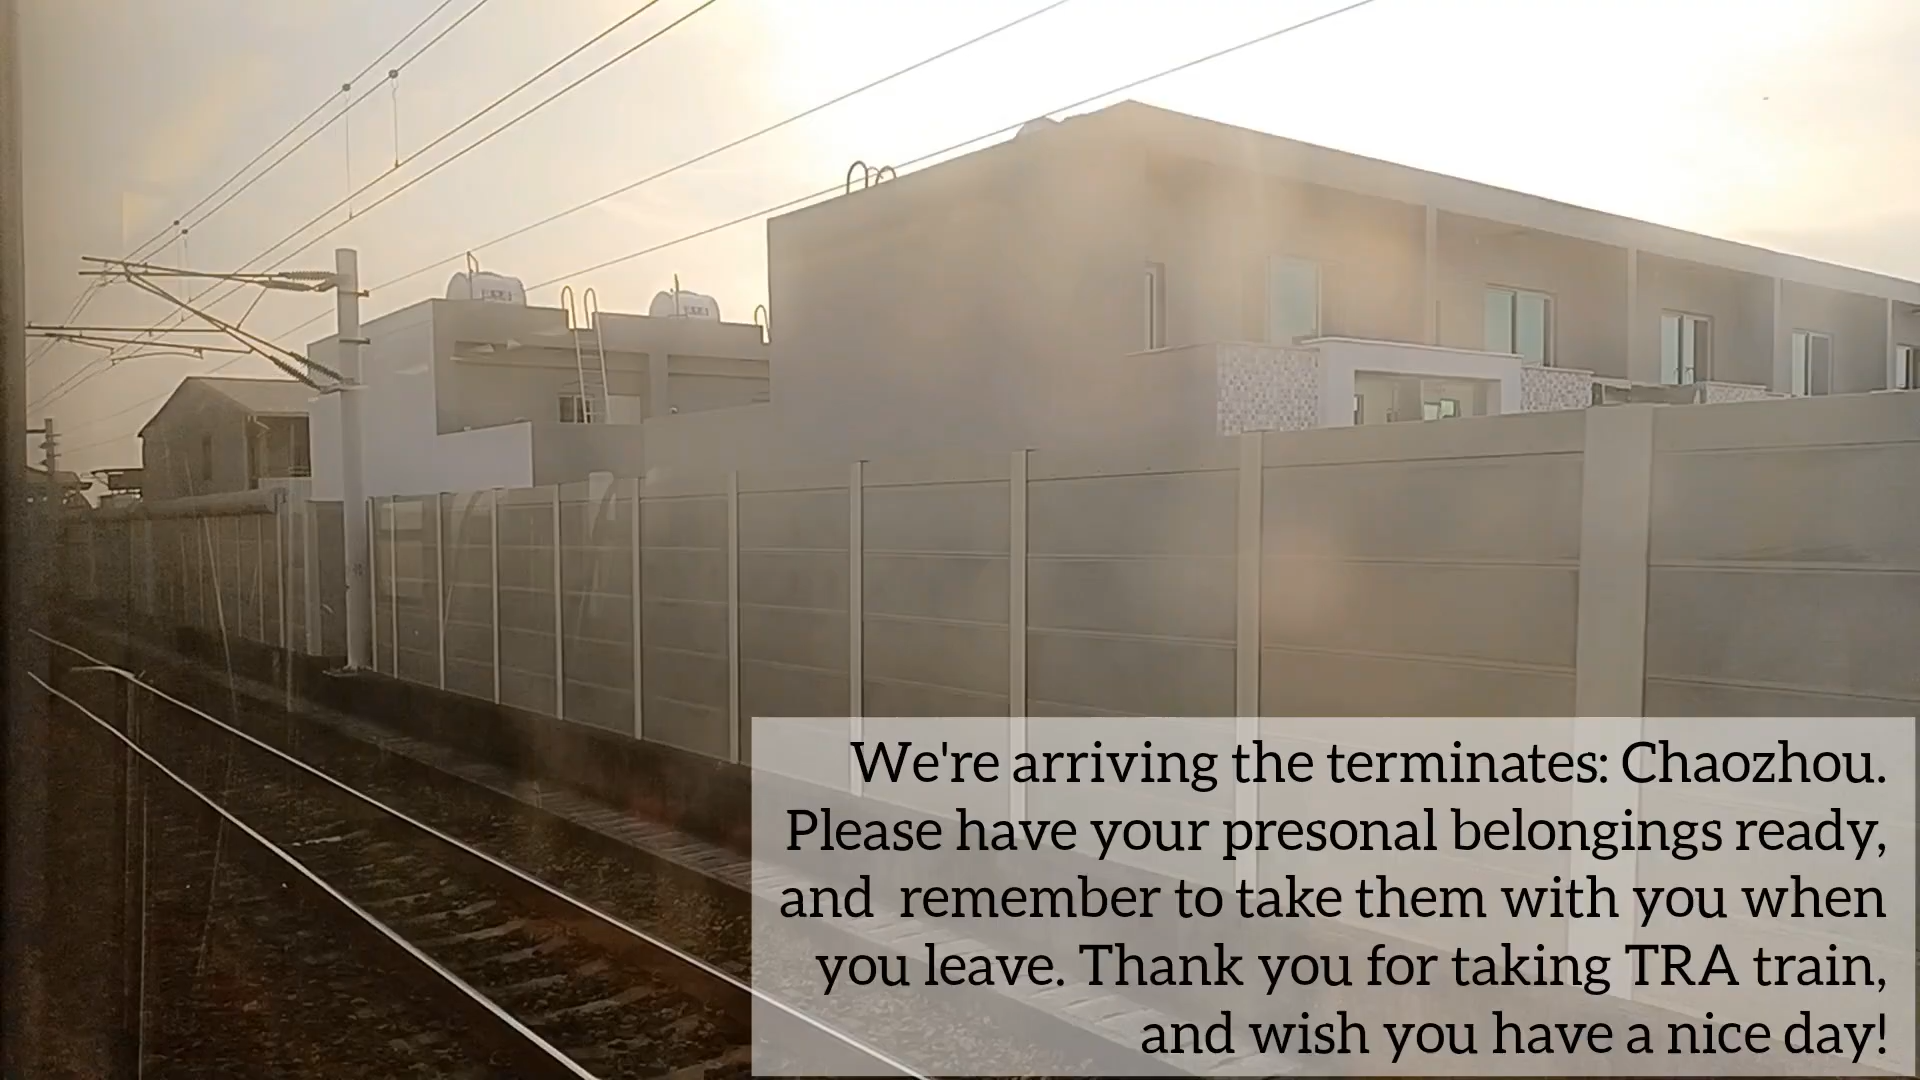 We're arriving the terminates: Chaozhou.
Please have your presonal belongings ready,
and  remember to take them with you when
you leave. Thank you for taking TRA train,
and wish you have a nice day!